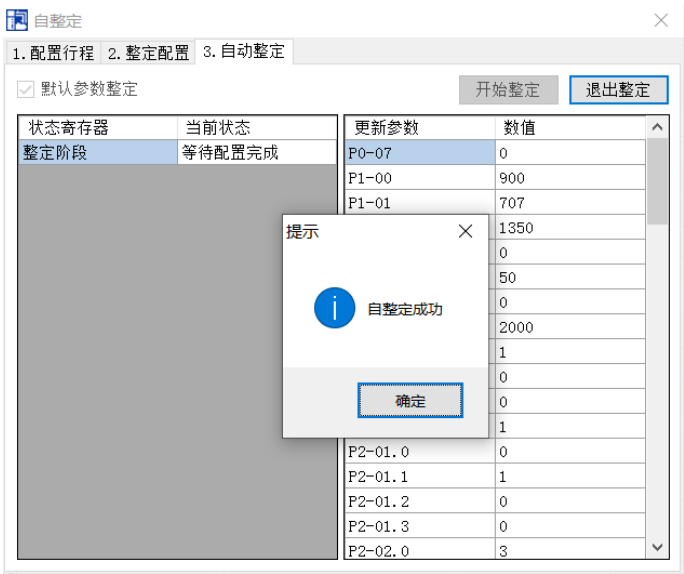 自整定
1.配置行程 2.整定配置 3.自动整定
默认参数整定 开始整定 退出整定
状态寄存器 当前状态 更新参数 数值
整定阶段 等待配置完成 P0-07 0
P1-00 900
P1-01 707
提示 1350
0
50
自整定成功 0
2000
1
0
确定 0
1
P2-01.0 0
P2-01.1 1
P2-01.2 0
P2-01.3 0
P2-02.0 3